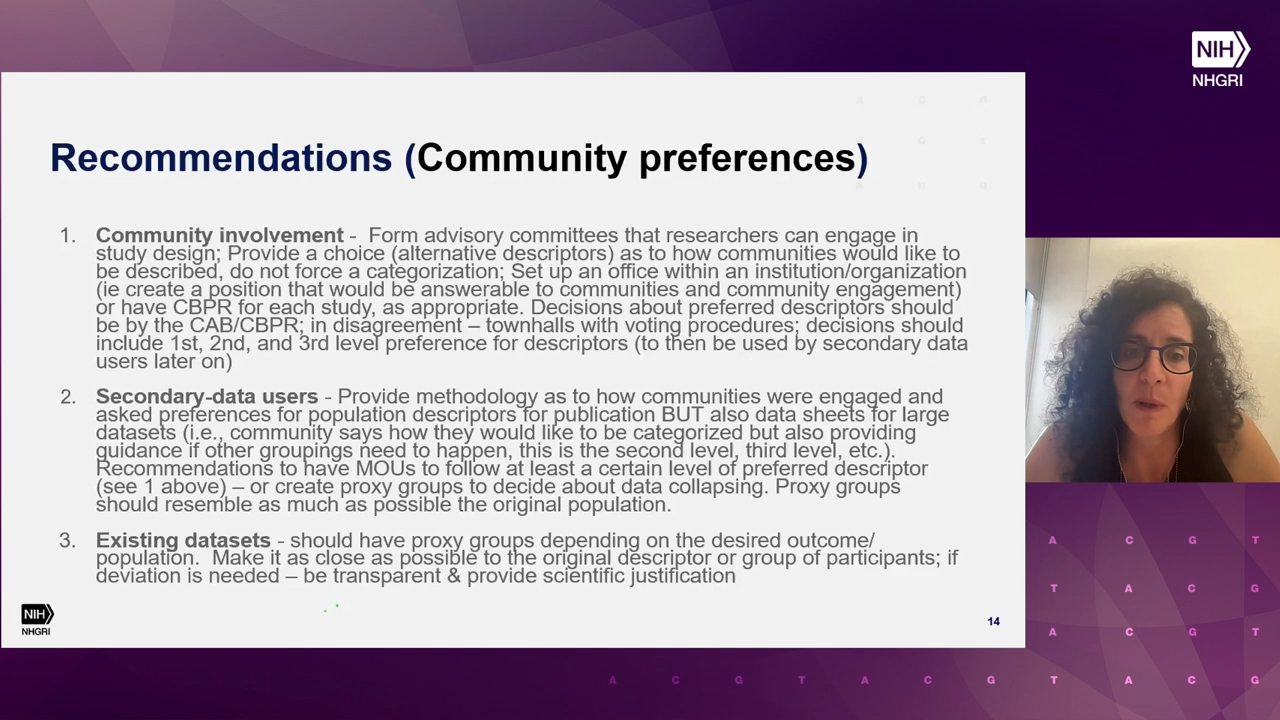 NIH
NHGRI
Recommendations (Community preferences)
1. Community involvement - Form advisory committees that researchers can engage in
study design; Provide a choice (alternative descriptors) as to how communities would like to
be described, do not force a categorization; Set up an office within an institution/organization
(ie create a position that would be answerable to communities and community engagement)
or have CBPR for each study, as appropriate. Decisions about preferred descriptors should
be by the CAB/CBPR; in disagreement – townhalls with voting procedures; decisions should
include 1st, 2nd, and 3rd level preference for descriptors (to then be used by secondary data
users later on)
2. Secondary-data users - Provide methodology as to how communities were engaged and
asked preferences for population descriptors for publication BUT also data sheets for large
datasets (i.e., community says how they would like to be categorized but also providing
guidance if other groupings need to happen, this is the second level, third level, etc.).
Recommendations to have MOUs to follow at least a certain level of preferred descriptor
(see 1 above) – or create proxy groups to decide about data collapsing. Proxy groups
should resemble as much as possible the original population.
3. Existing datasets - should have proxy groups depending on the desired outcome/
population. Make it as close as possible to the original descriptor or group of participants; if
deviation is needed – be transparent & provide scientific justification
NIH
NHGRI
14
A C G T
T A C G
A C G T
A C G T A C G T A C G